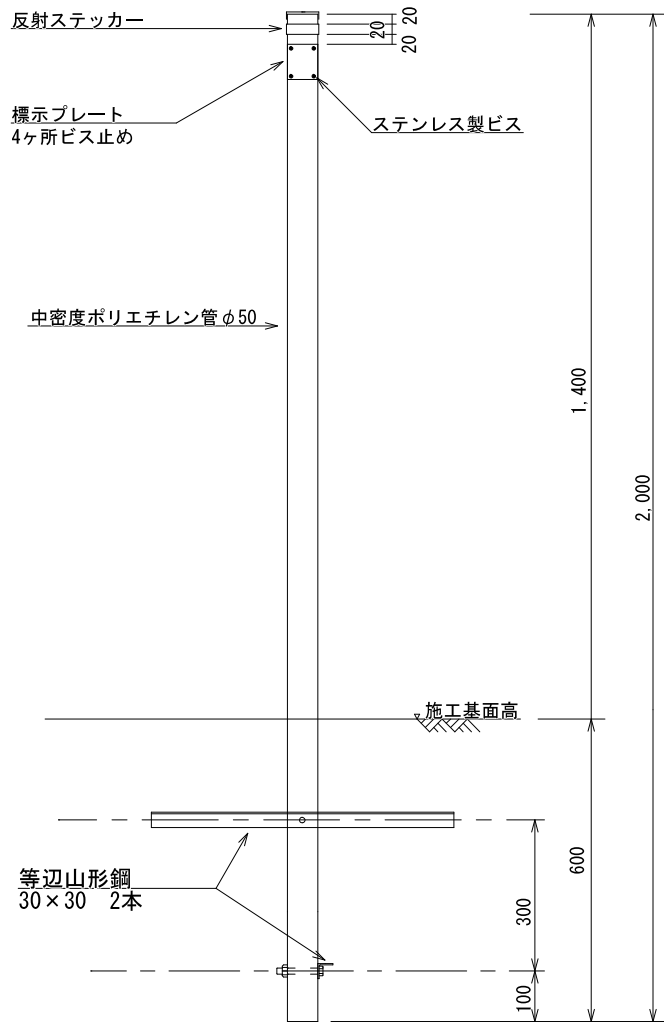 反射ステッカー
20
20
20
標示プレート
4ヶ所ビス止め
ステンレス製ビス
中密度ポリエチレン管φ50
1,400
2,000
施工基面高
600
等辺山形鋼
30×30 2本
300
100